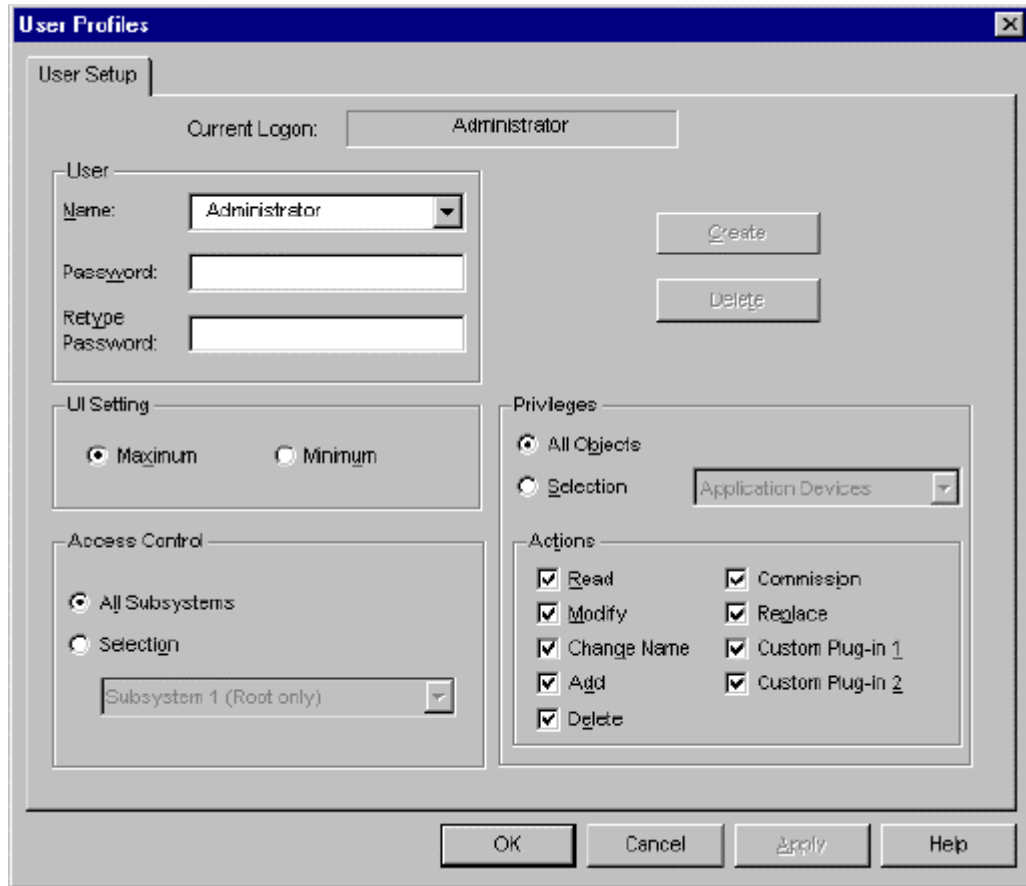 User Profiles
User Setup
Current Logon: Administrator
User
Name: Administrator
Password:
Retype
Password:
Create
Delete
UI Setting
Maximum Minimum
Privileges
All Objects
Selection Application Devices
Access Control
All Subsystems
Selection
Subsystem 1 (Root only)
Actions
Read Commission
Modify Replace
Change Name Custom Plug-in 1
Add Custom Plug-in 2
Delete
OK Cancel Apply Help